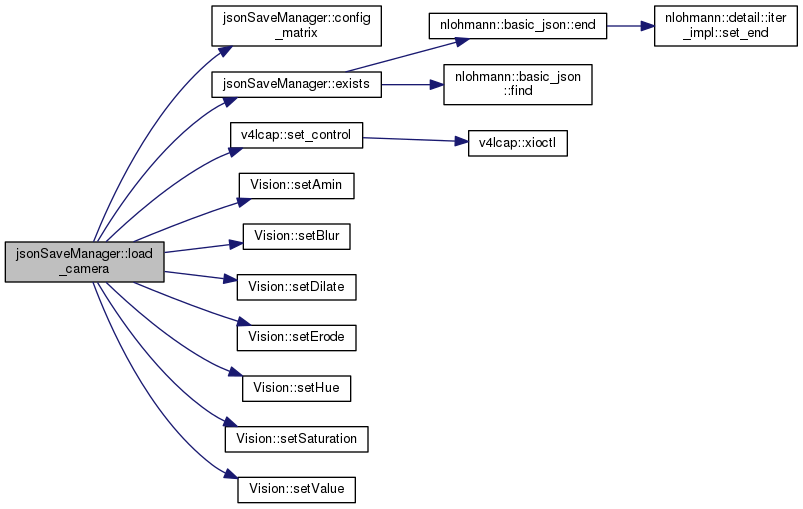 jsonSaveManager::load
_camera
jsonSaveManager::config
_matrix
jsonSaveManager::exists
nlohmann::basic_json::end
nlohmann::detail::iter
_impl::set_end
nlohmann::basic_json
::find
v4lcap::set_control
v4lcap::xioctl
Vision::setAmin
Vision::setBlur
Vision::setDilate
Vision::setErode
Vision::setHue
Vision::setSaturation
Vision::setValue